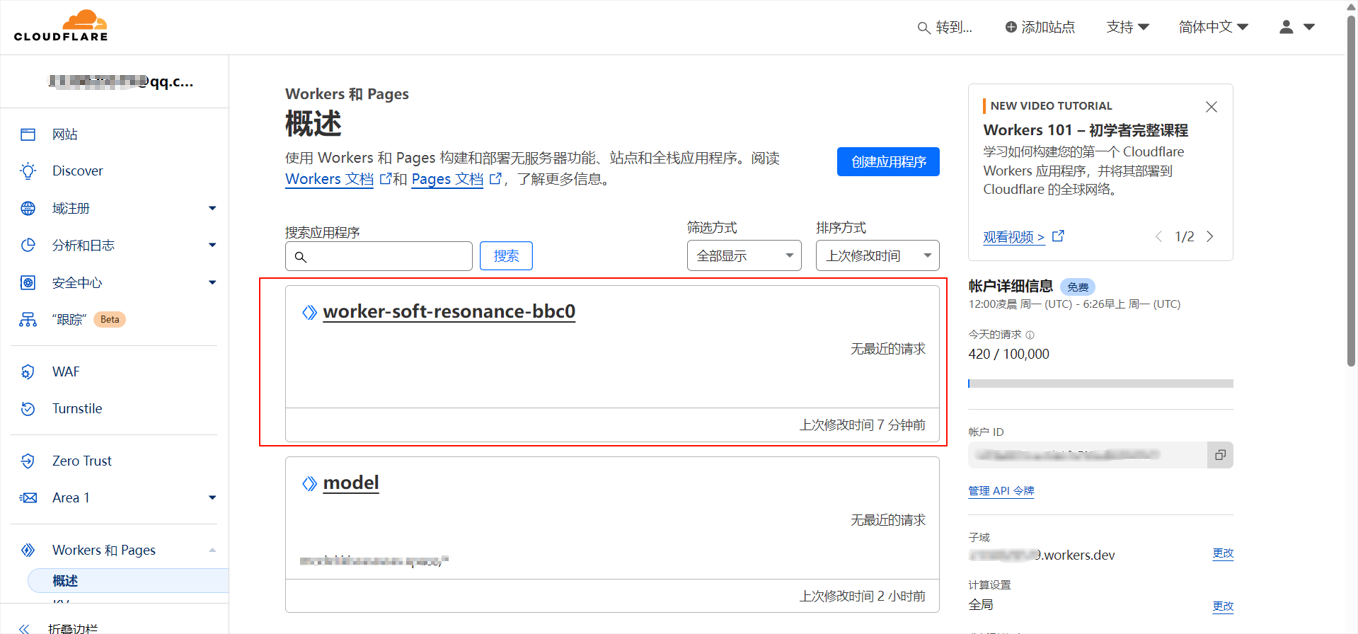 CLOUDFLARE
转到...
添加站点
支持
简体中文
@qq.c...
网站
Discover
域注册
分析和日志
安全中心
“跟踪” Beta
WAF
Turnstile
Zero Trust
Area 1
Workers 和 Pages
概述
折叠边栏
Workers 和 Pages
概述
使用 Workers 和 Pages 构建和部署无服务器功能、站点和全栈应用程序。阅读
Workers 文档 和 Pages 文档 ，了解更多信息。
创建应用程序
搜索应用程序
搜索
筛选方式
全部显示
排序方式
上次修改时间
worker-soft-resonance-bbc0
无最近的请求
上次修改时间 7 分钟前
model
无最近的请求
上次修改时间 2 小时前
NEW VIDEO TUTORIAL
Workers 101 – 初学者完整课程
学习如何构建您的第一个 Cloudflare
Workers 应用程序，并将其部署到
Cloudflare 的全球网络。
观看视频 >
1/2
帐户详细信息 免费
12:00凌晨 周一 (UTC) - 6:26早上 周一 (UTC)
今天的请求
420 / 100,000
帐户 ID
管理 API 令牌
子域
9.workers.dev
更改
计算设置
全局
更改